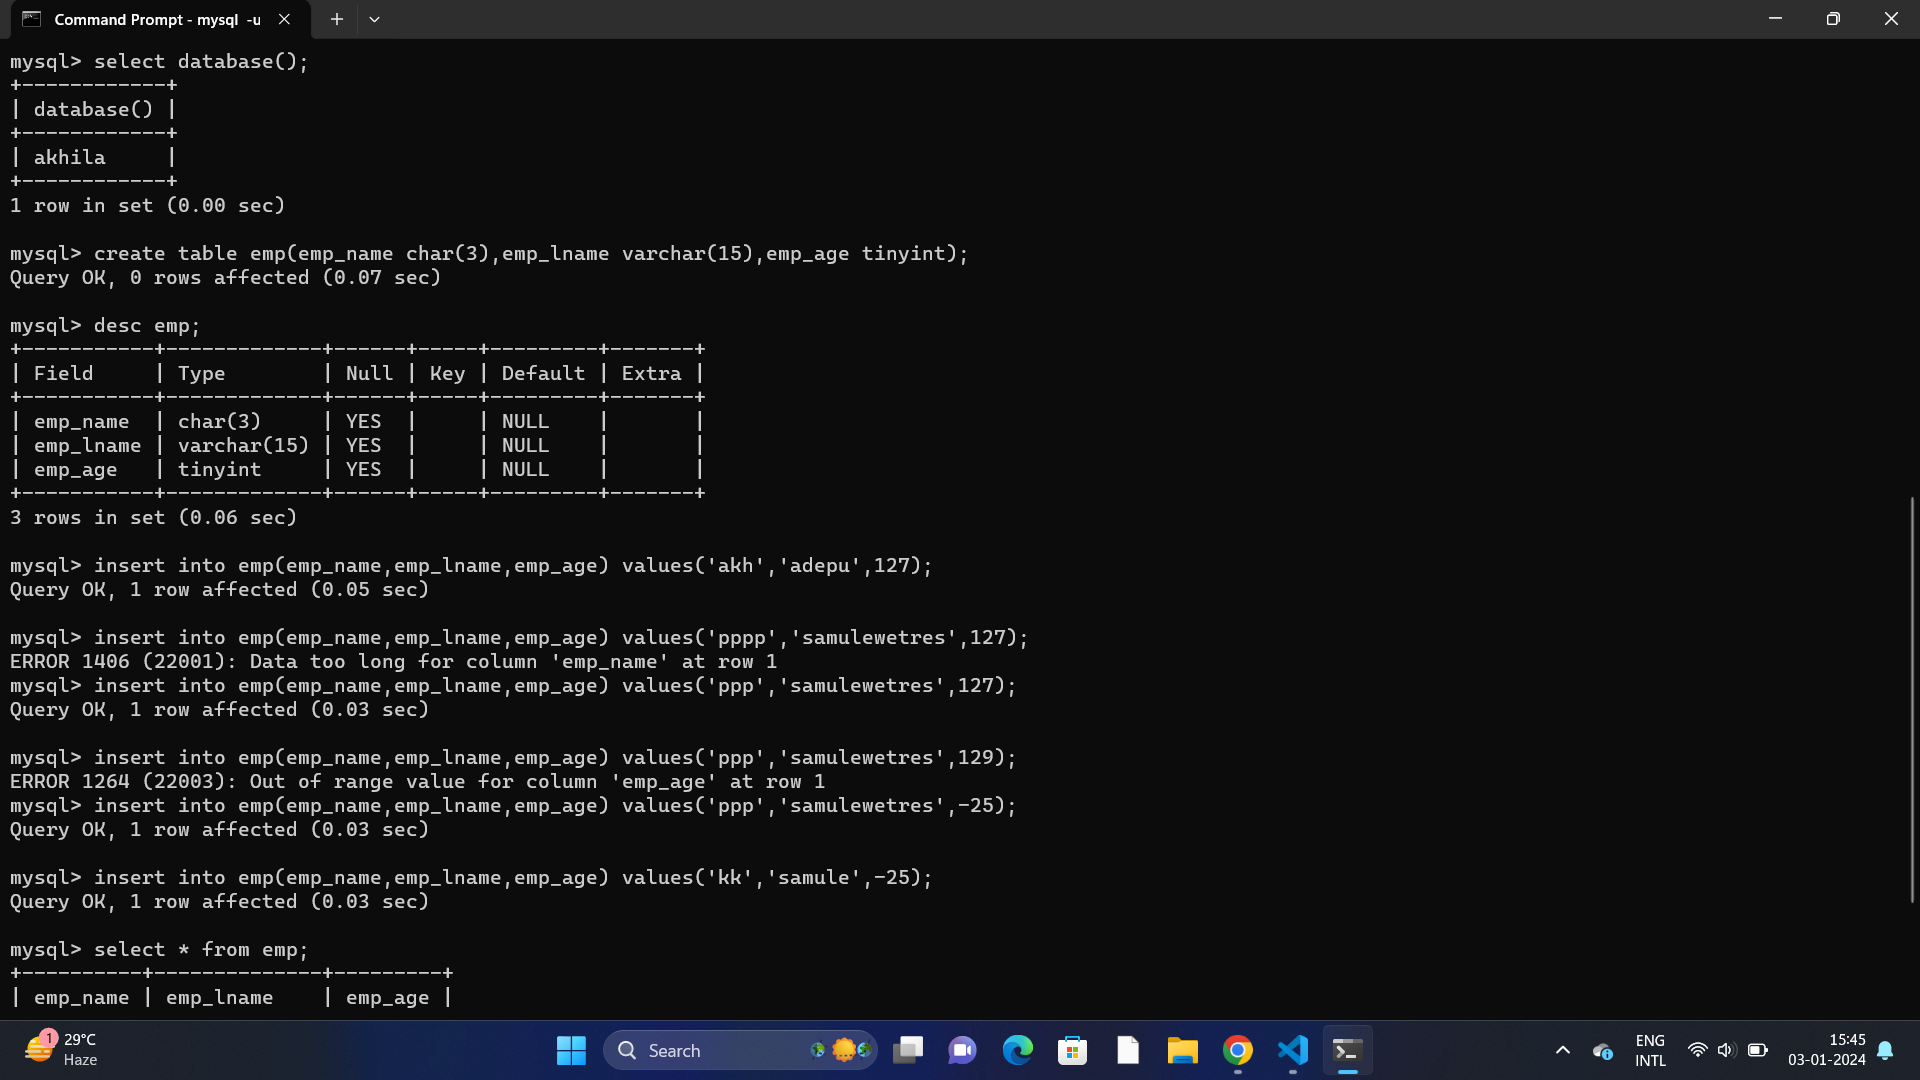 Command Prompt - mysql -u
mysql> select database();
+------------+
| database() |
+------------+
| akhila     |
+------------+
1 row in set (0.00 sec)
mysql> create table emp(emp_name char(3),emp_lname varchar(15),emp_age tinyint);
Query OK, 0 rows affected (0.07 sec)
mysql> desc emp;
+-----------+-------------+------+-----+---------+-------+
| Field     | Type        | Null | Key | Default | Extra |
+-----------+-------------+------+-----+---------+-------+
| emp_name  | char(3)     | YES  |     | NULL    |       |
| emp_lname | varchar(15) | YES  |     | NULL    |       |
| emp_age   | tinyint     | YES  |     | NULL    |       |
+-----------+-------------+------+-----+---------+-------+
3 rows in set (0.06 sec)
mysql> insert into emp(emp_name,emp_lname,emp_age) values('akh','adepu',127);
Query OK, 1 row affected (0.05 sec)
mysql> insert into emp(emp_name,emp_lname,emp_age) values('pppp','samulewetres',127);
ERROR 1406 (22001): Data too long for column 'emp_name' at row 1
mysql> insert into emp(emp_name,emp_lname,emp_age) values('ppp','samulewetres',127);
Query OK, 1 row affected (0.03 sec)
mysql> insert into emp(emp_name,emp_lname,emp_age) values('ppp','samulewetres',129);
ERROR 1264 (22003): Out of range value for column 'emp_age' at row 1
mysql> insert into emp(emp_name,emp_lname,emp_age) values('ppp','samulewetres',-25);
Query OK, 1 row affected (0.03 sec)
mysql> insert into emp(emp_name,emp_lname,emp_age) values('kk','samule',-25);
Query OK, 1 row affected (0.03 sec)
mysql> select * from emp;
+----------+--------------+---------+
| emp_name | emp_lname    | emp_age |
1
29°C
Haze
Search
ENG
INTL
15:45
03-01-2024